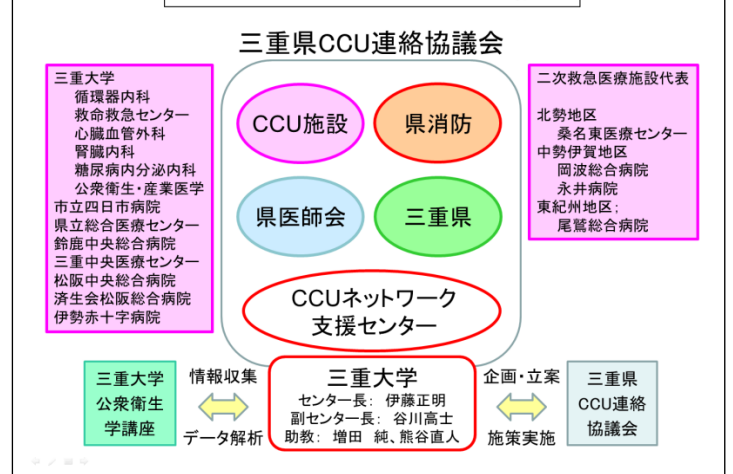 三重県CCU連絡協議会
三重大学
循環器内科
救命救急センター
心臓血管外科
腎臓内科
糖尿病内分泌内科
公衆衛生・産業医学
市立四日市病院
県立総合医療センター
鈴鹿中央総合病院
三重中央医療センター
松阪中央総合病院
済生会松阪総合病院
伊勢赤十字病院
CCU施設
県消防
県医師会
三重県
CCUネットワーク
支援センター
二次救急医療施設代表
北勢地区
桑名東医療センター
中勢伊賀地区
岡波総合病院
永井病院
東紀州地区;
尾鷲総合病院
三重大学
公衆衛生
学講座
情報収集
データ解析
三重大学
センター長: 伊藤正明
副センター長: 谷川高士
助教: 増田 純、熊谷直人
企画・立案
施策実施
三重県
CCU連絡
協議会